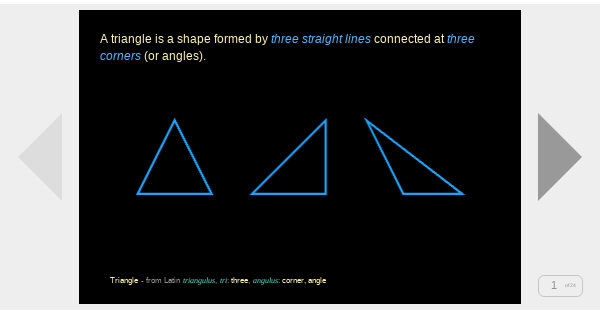 A triangle is a shape formed by three straight lines connected at three
corners (or angles).
Triangle - from Latin triangulus, tri: three, angulus: corner, angle
1 of 24